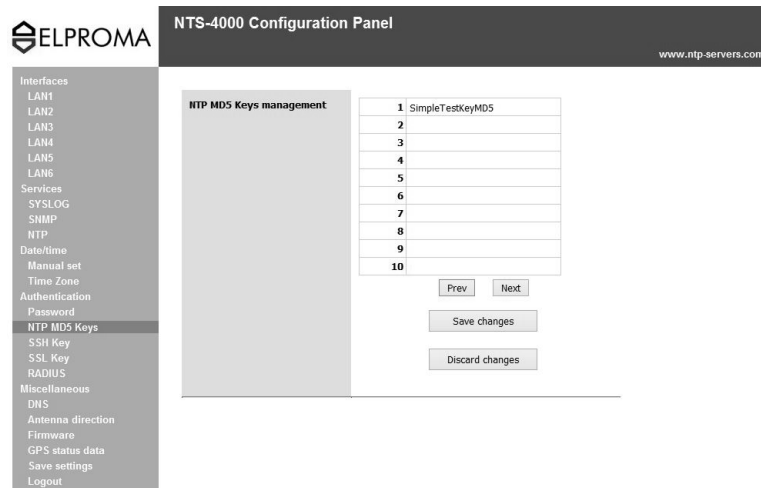 ELPROMA
NTS-4000 Configuration Panel
www.ntp-servers.com
Interfaces
LAN1
LAN2
LAN3
LAN4
LAN5
LAN6
Services
SYSLOG
SNMP
NTP
Date/time
Manual set
Time Zone
Authentication
Password
NTP MD5 Keys
SSH Key
SSL Key
RADIUS
Miscellaneous
DNS
Antenna direction
Firmware
GPS status data
Save settings
Logout
NTP MD5 Keys management
1 SimpleTestKeyMD5
2
3
4
5
6
7
8
9
10
Prev Next
Save changes
Discard changes